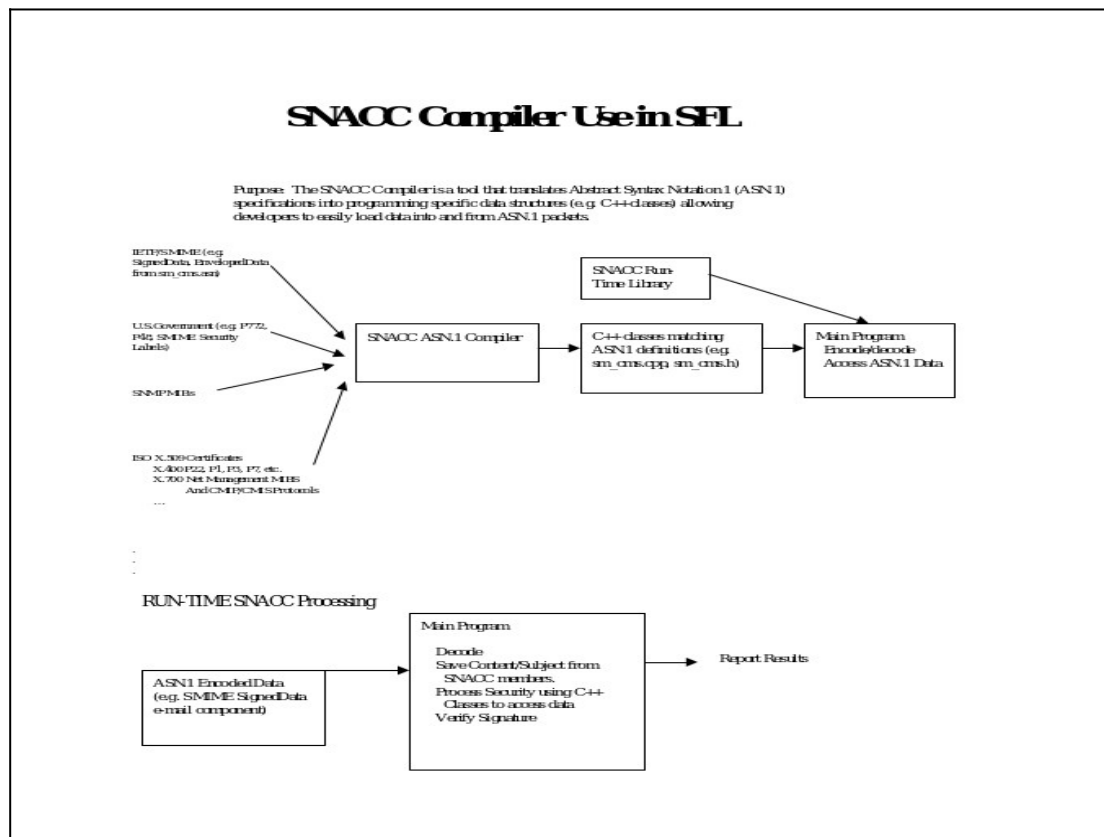 SNACC Compiler Use in SFL
Purpose: The SNACC Compiler is a tool that translates Abstract Syntax Notation 1 (ASN.1)
specifications into programming specific data structures (e.g. C++ classes) allowing
developers to easily load data into and from ASN.1 packets.
IETF/SMIME (e.g.
SignedData, EnvelopedData
from sm_cms.asn)
U.S. Government (e.g. P772,
P48, SMIME Security
Labels)
SNMP MIBs
ISO X.509 Certificates
X.400 P22, P1, P3, P7, etc.
X.700 Net Management MIBS
And CMIP/CMIS Protocols
...
.
.
.
SNACC ASN.1 Compiler
SNACC Run-
Time Library
C++ classes matching
ASN.1 definitions (e.g.
sm_cms.cpp, sm_cms.h)
Main Program
Encode/decode
Access ASN.1 Data
RUN-TIME SNACC Processing
ASN.1 Encoded Data
(e.g. SMIME SignedData
e-mail component)
Main Program
Decode
Save Content/Subject from
SNACC members.
Process Security using C++
Classes to access data
Verify Signature
Report Results